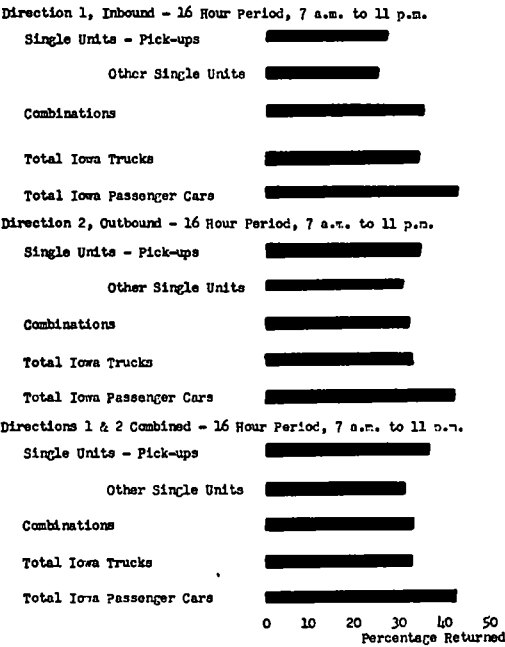 Direction 1, Inbound - 16 Hour Period, 7 a.m. to 11 p.m.
Single Units - Pick-ups
Other Single Units
Combinations
Total Iowa Trucks
Total Iowa Passenger Cars
Direction 2, Outbound - 16 Hour Period, 7 a.m. to 11 p.m.
Single Units - Pick-ups
Other Single Units
Combinations
Total Iowa Trucks
Total Iowa Passenger Cars
Directions 1 & 2 Combined - 16 Hour Period, 7 a.m. to 11 p.m.
Single Units - Pick-ups
Other Single Units
Combinations
Total Iowa Trucks
Total Iowa Passenger Cars
0 10 20 30 40 50
Percentage Returned